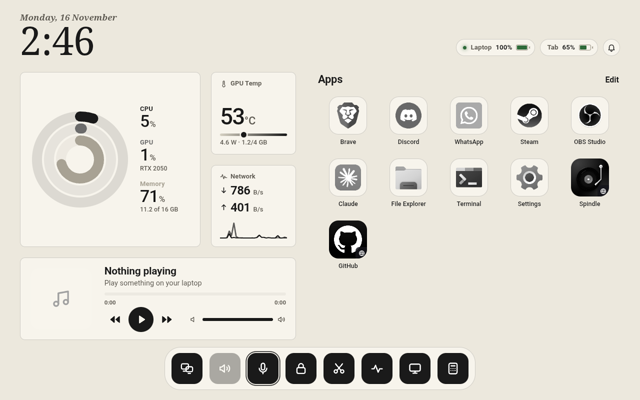 Monday, 16 November
2:46
Laptop 100%
Tab 65%
CPU
5%
GPU
1%
RTX 2050
Memory
71%
11.2 of 16 GB
GPU Temp
53°C
4.6 W · 1.2/4 GB
Network
786 B/s
401 B/s
Nothing playing
Play something on your laptop
0:00 0:00
Apps Edit
Brave Discord WhatsApp Steam OBS Studio
Claude File Explorer Terminal Settings Spindle
GitHub